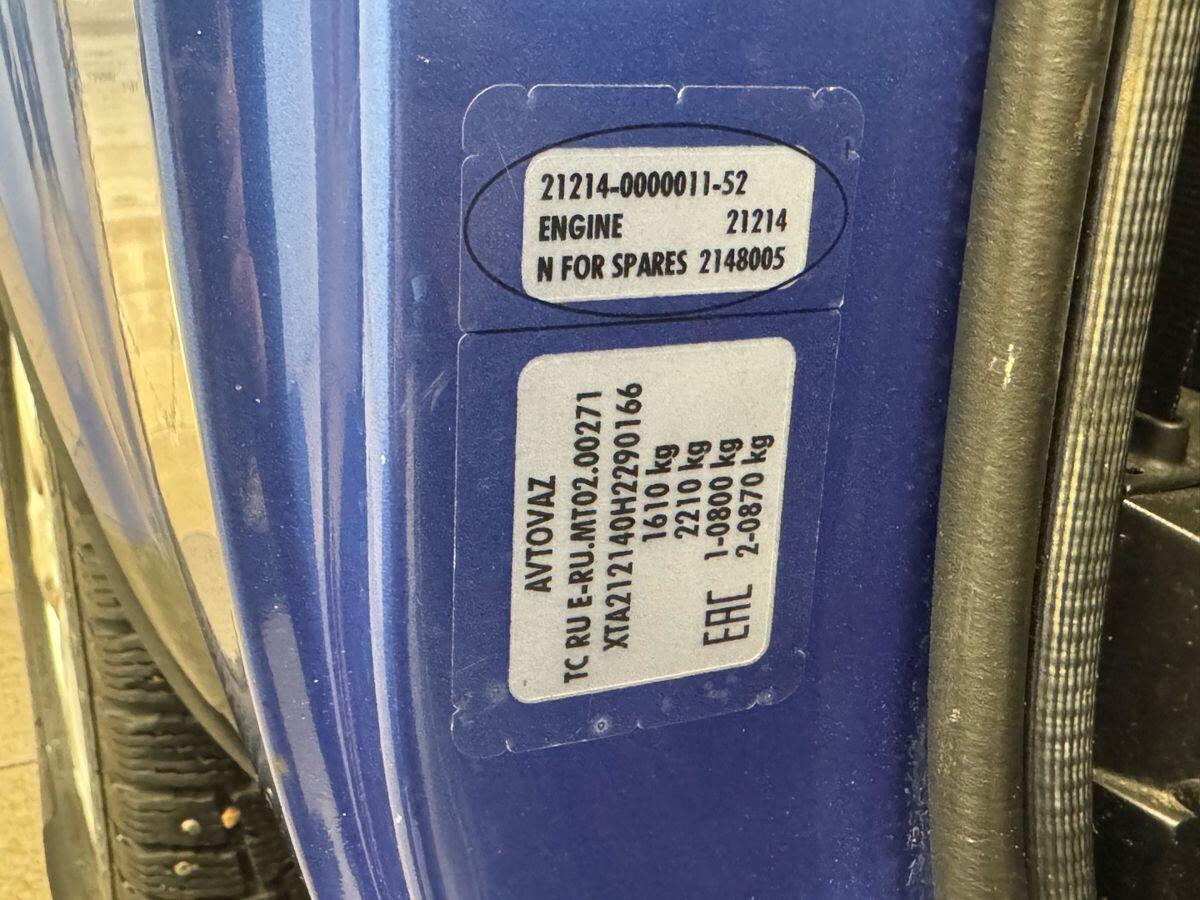 21214-0000011-52
ENGINE 21214
N FOR SPARES 2148005
AVTOVAZ
TC RU E-RU.MT02.00271
XTA212140H2290166
1610 kg
2210 kg
1-0800 kg
EAC 2-0870 kg